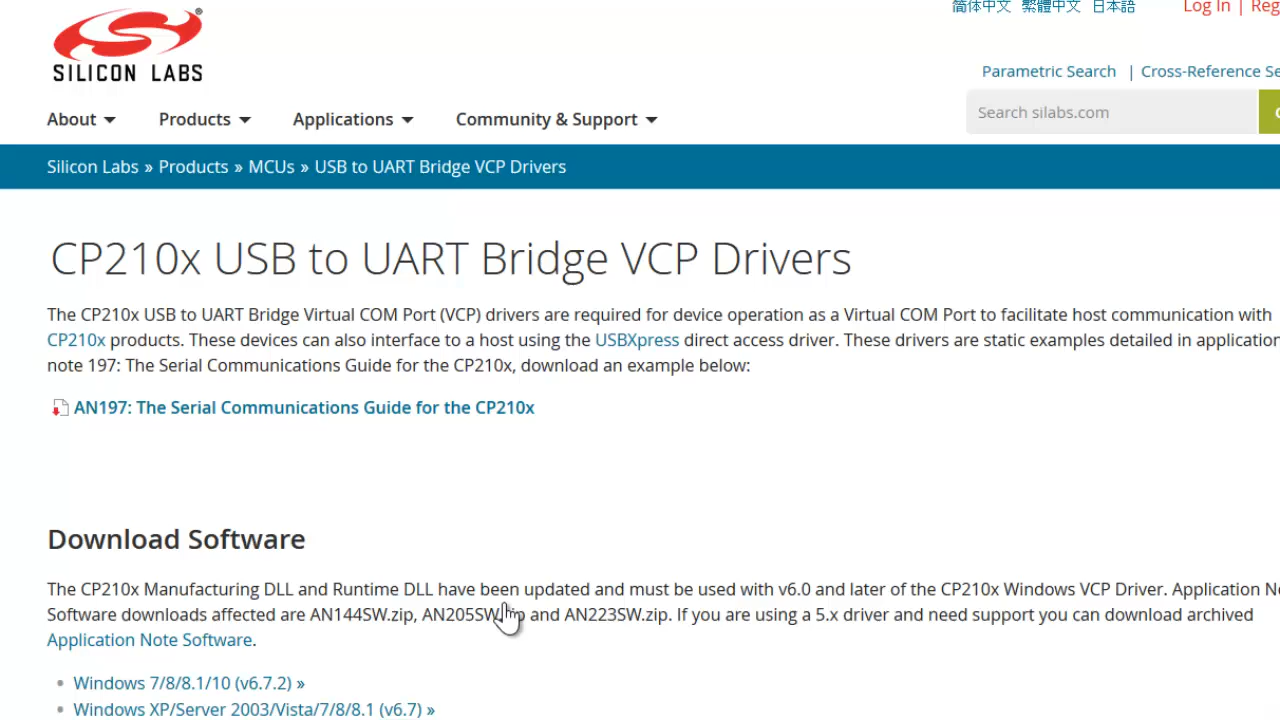 简体中文 繁體中文 日本語 Log In | Reg
SILICON LABS®
Parametric Search | Cross-Reference Se
About Products Applications Community & Support
Search silabs.com
Silicon Labs » Products » MCUs » USB to UART Bridge VCP Drivers
CP210x USB to UART Bridge VCP Drivers
The CP210x USB to UART Bridge Virtual COM Port (VCP) drivers are required for device operation as a Virtual COM Port to facilitate host communication with
CP210x products. These devices can also interface to a host using the USBXpress direct access driver. These drivers are static examples detailed in application
note 197: The Serial Communications Guide for the CP210x, download an example below:
AN197: The Serial Communications Guide for the CP210x
Download Software
The CP210x Manufacturing DLL and Runtime DLL have been updated and must be used with v6.0 and later of the CP210x Windows VCP Driver. Application No
Software downloads affected are AN144SW.zip, AN205SW.zip and AN223SW.zip. If you are using a 5.x driver and need support you can download archived
Application Note Software.
Windows 7/8/8.1/10 (v6.7.2) »
Windows XP/Server 2003/Vista/7/8/8.1 (v6.7) »